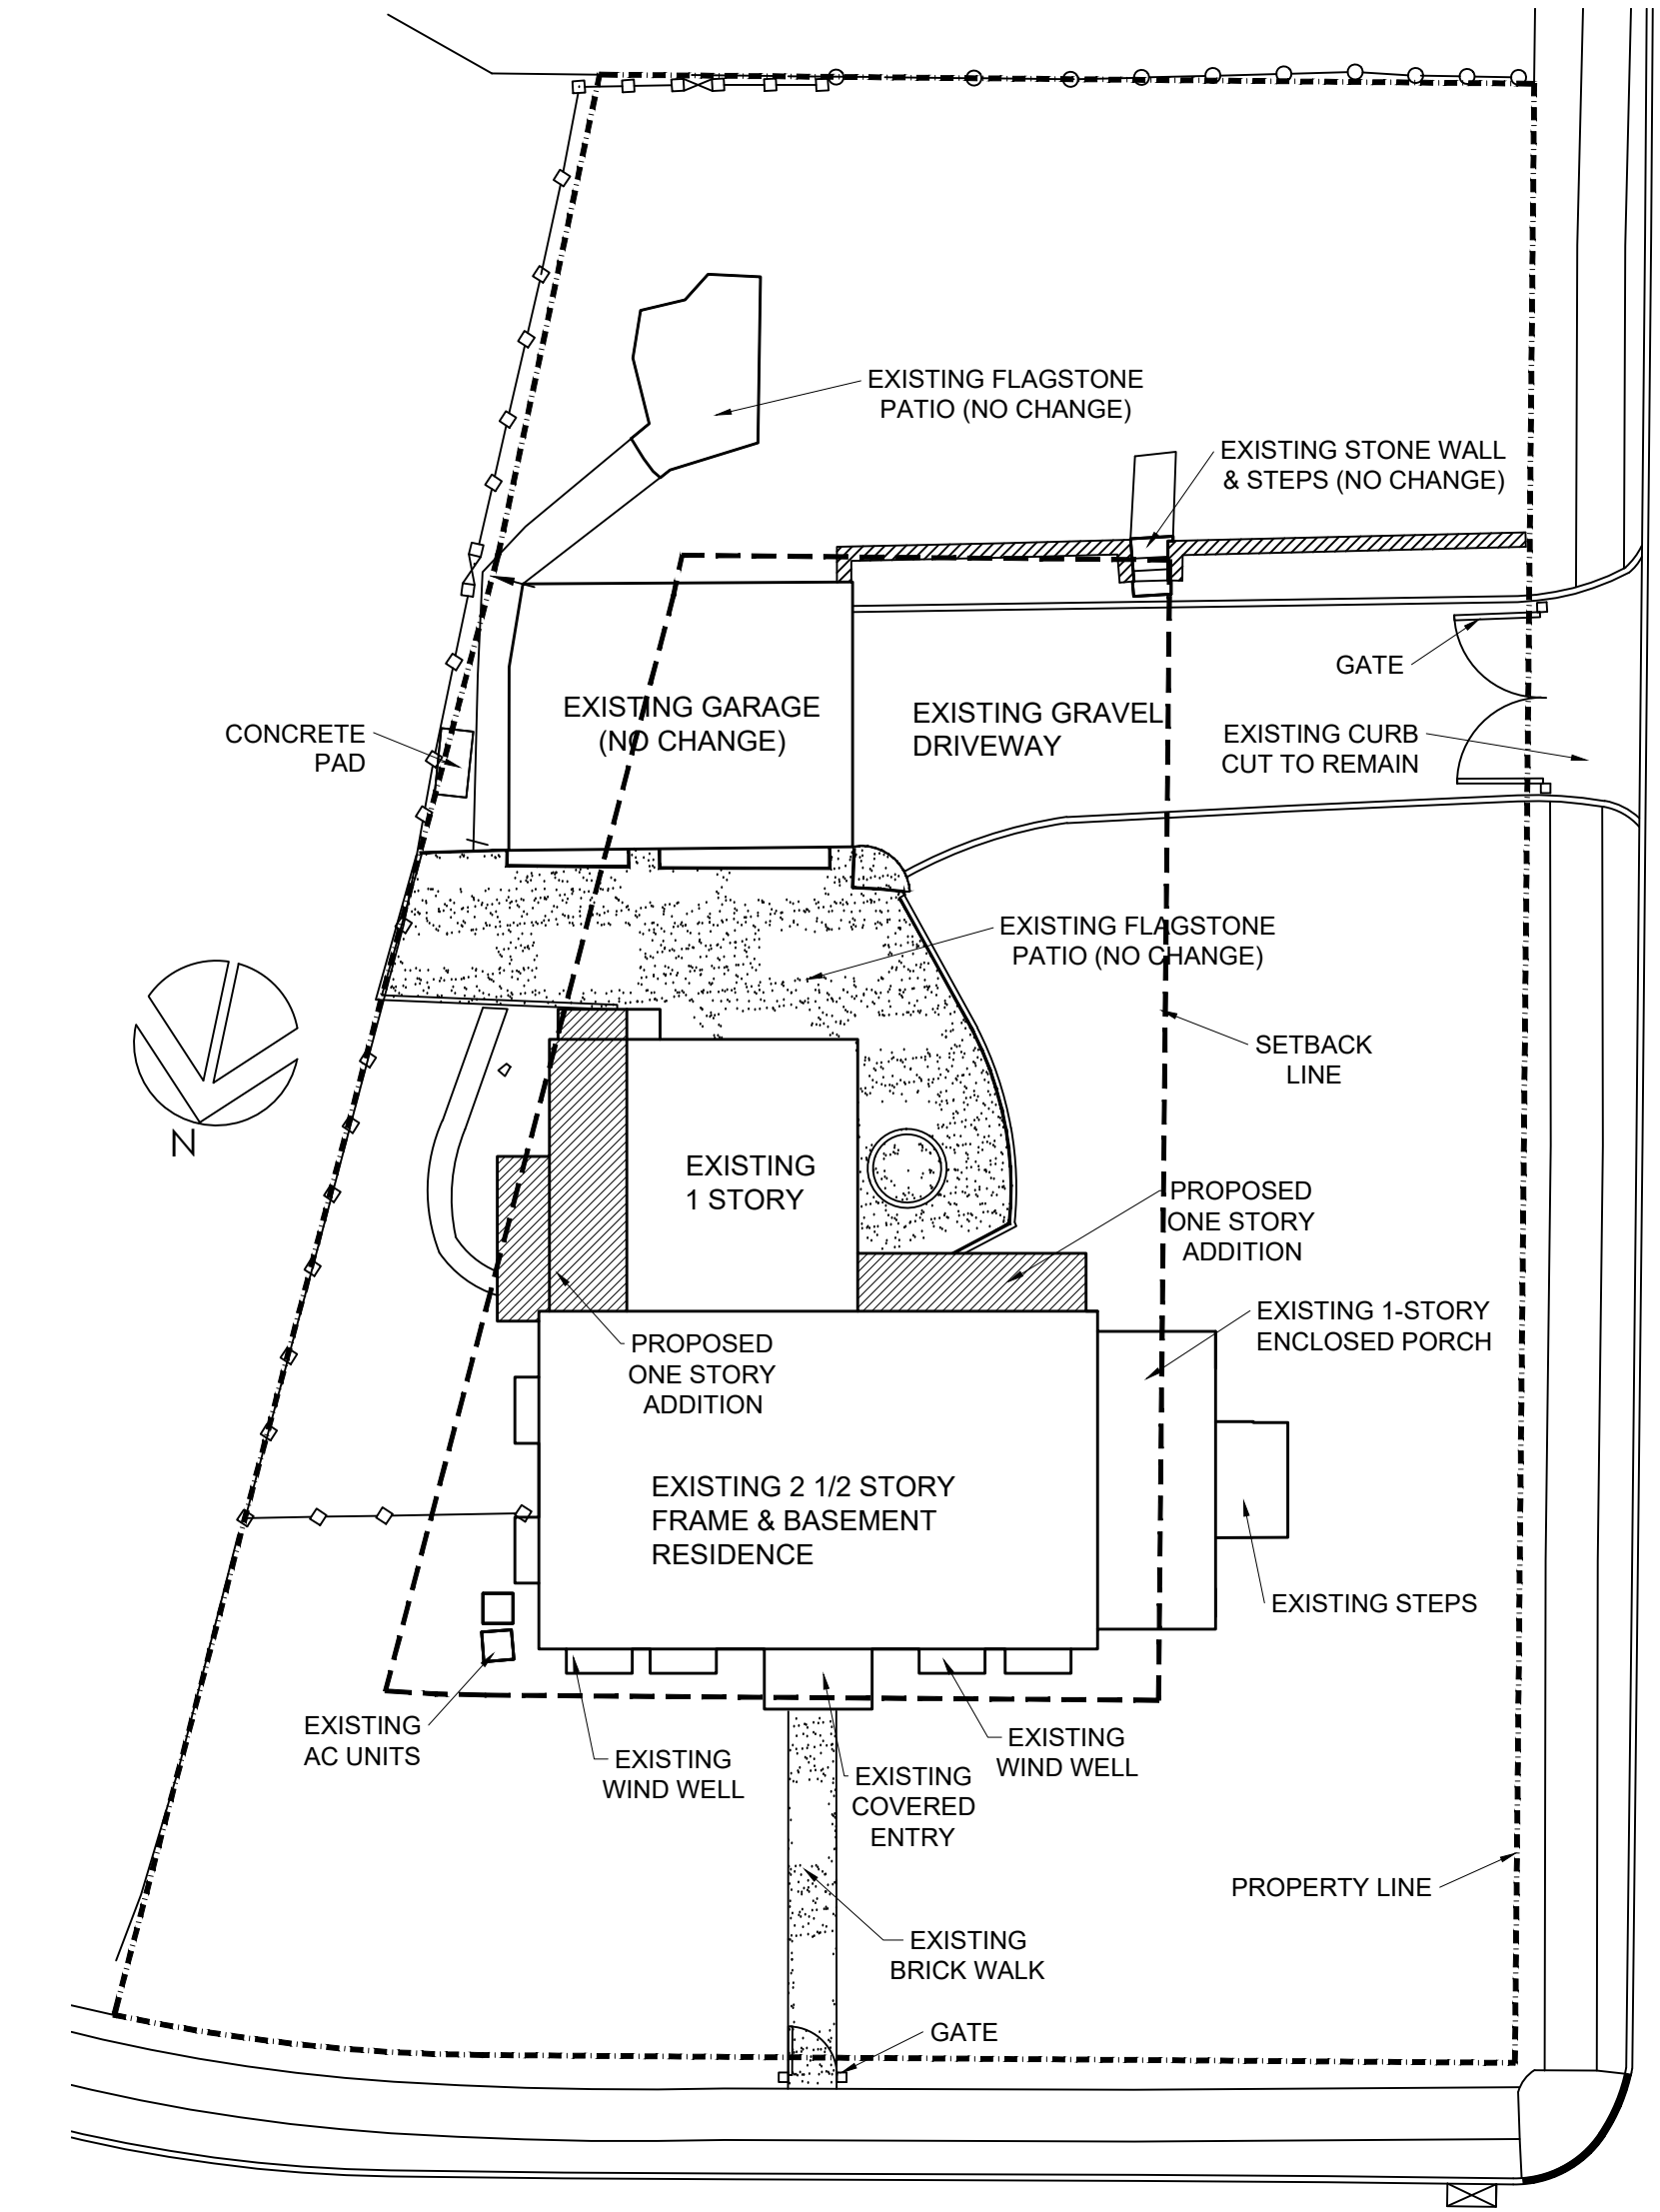 EXISTING FLAGSTONE
PATIO (NO CHANGE)
EXISTING STONE WALL
& STEPS (NO CHANGE)
GATE
EXISTING GARAGE
(NO CHANGE)
EXISTING GRAVEL
DRIVEWAY
CONCRETE
PAD
EXISTING CURB
CUT TO REMAIN
EXISTING FLAGSTONE
PATIO (NO CHANGE)
SETBACK
LINE
N
EXISTING
1 STORY
PROPOSED
ONE STORY
ADDITION
EXISTING 1-STORY
ENCLOSED PORCH
PROPOSED
ONE STORY
ADDITION
EXISTING 2 1/2 STORY
FRAME & BASEMENT
RESIDENCE
EXISTING STEPS
EXISTING
AC UNITS
EXISTING
WIND WELL
EXISTING
COVERED
ENTRY
EXISTING
WIND WELL
PROPERTY LINE
EXISTING
BRICK WALK
GATE